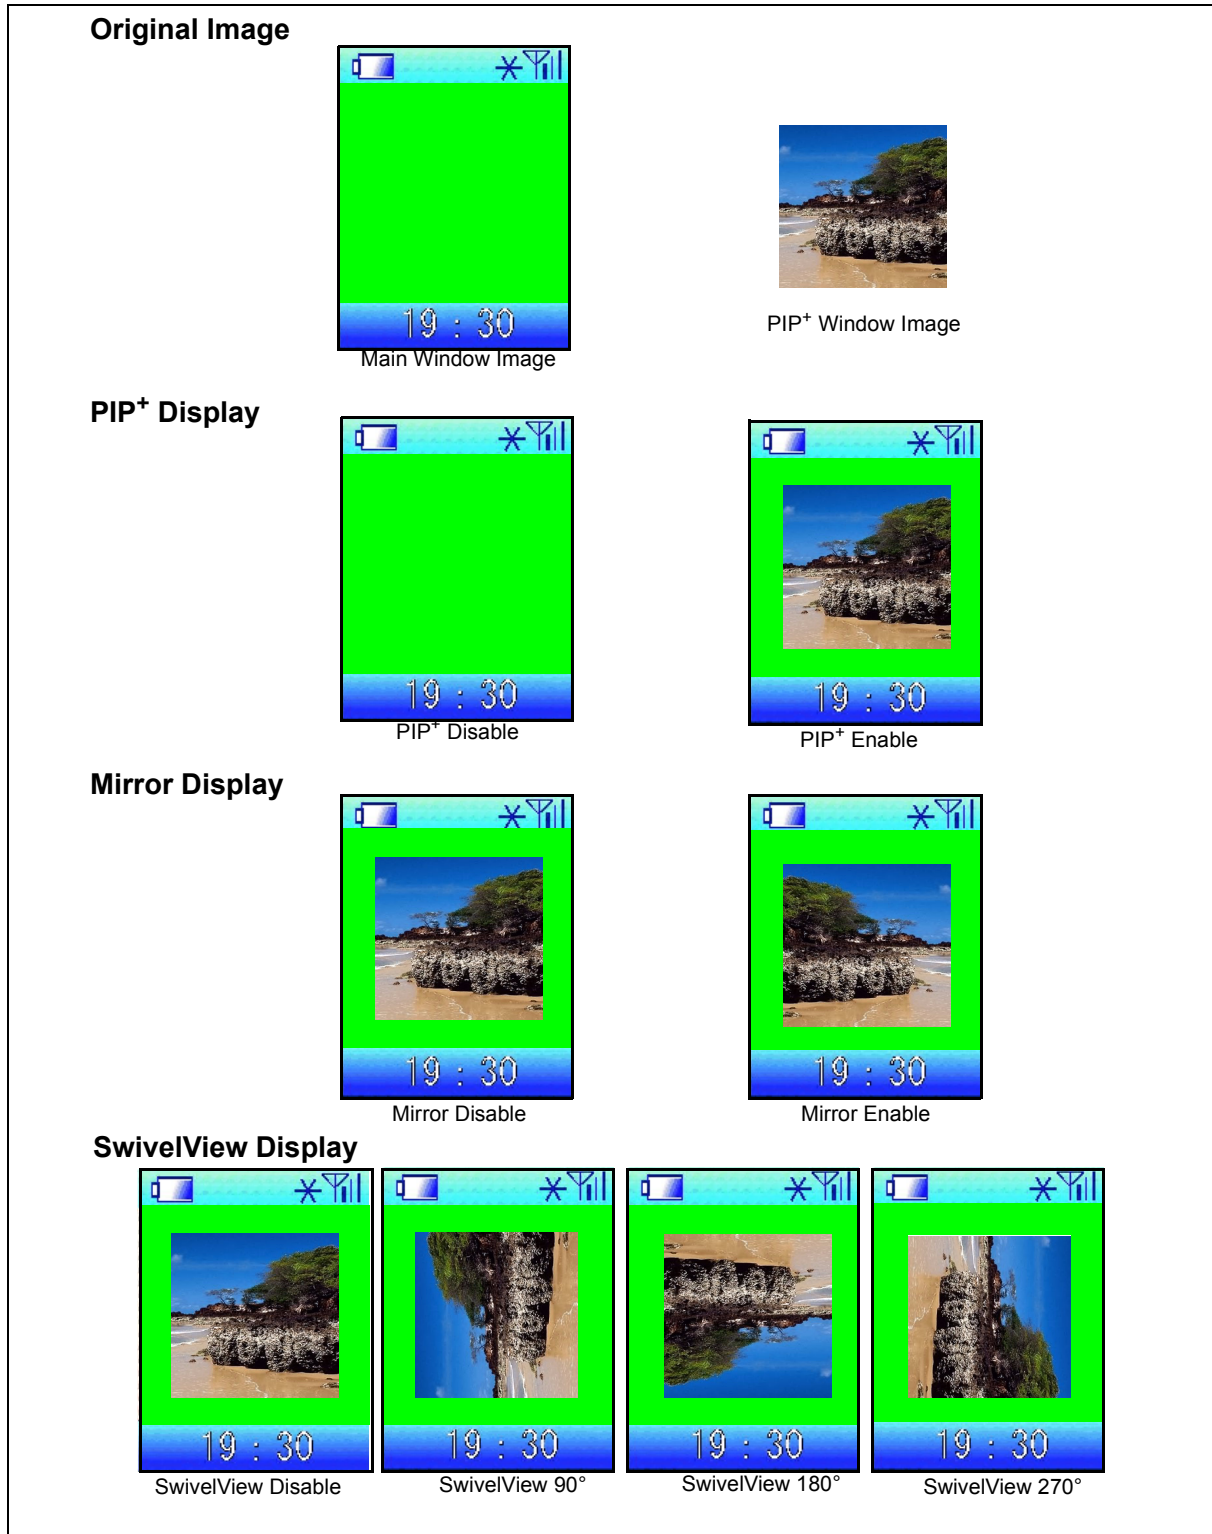 Original Image
19 : 30
Main Window Image
PIP+ Window Image
PIP+ Display
19 : 30
PIP+ Disable
19 : 30
PIP+ Enable
Mirror Display
19 : 30
Mirror Disable
19 : 30
Mirror Enable
SwivelView Display
19 : 30
19 : 30
19 : 30
19 : 30
SwivelView Disable
SwivelView 90°
SwivelView 180°
SwivelView 270°